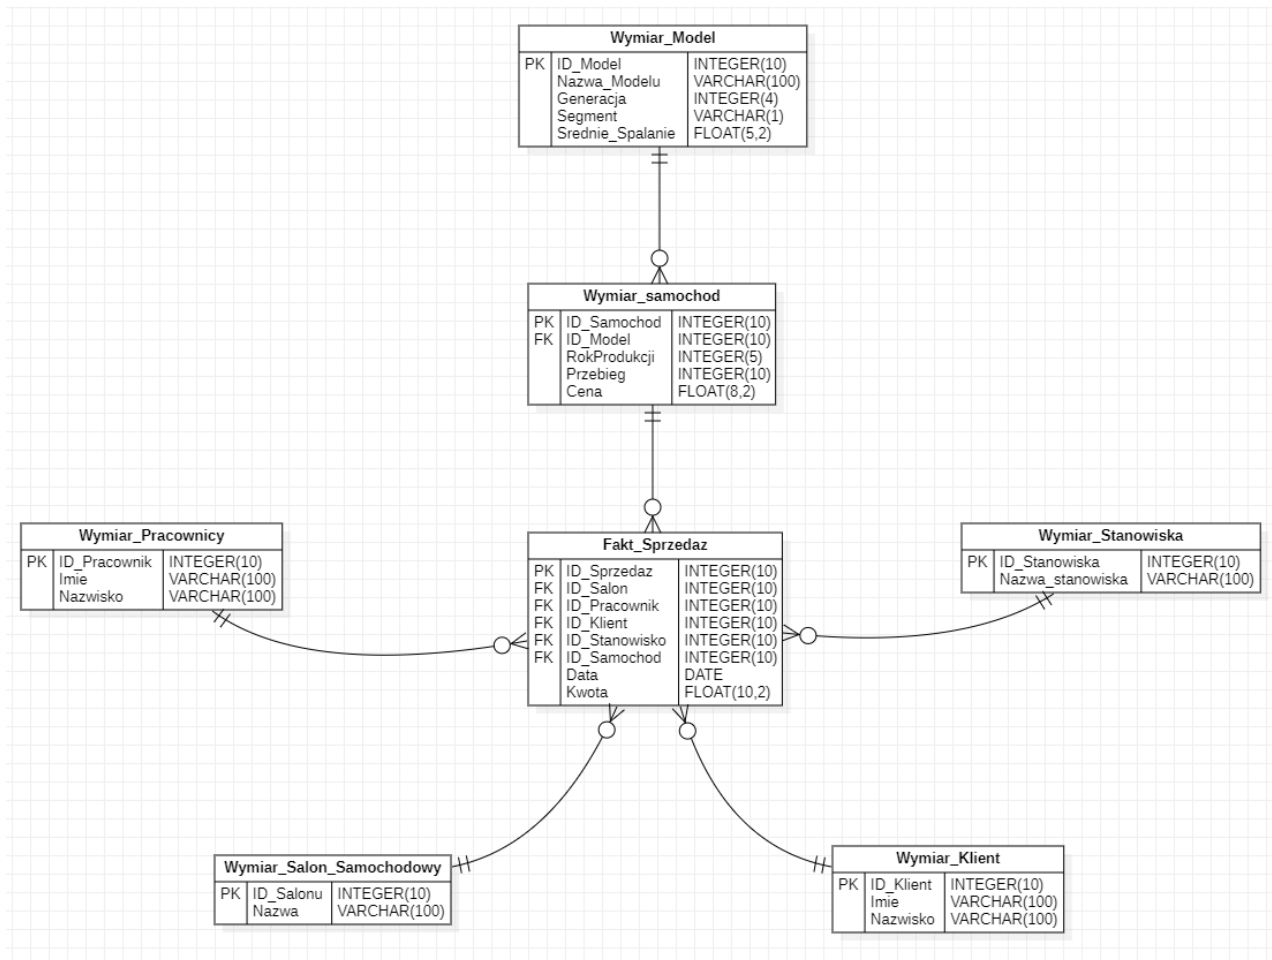 Wymiar_Model
PK ID_Model INTEGER(10)
Nazwa_Modelu VARCHAR(100)
Generacja INTEGER(4)
Segment VARCHAR(1)
Srednie_Spalanie FLOAT(5,2)
Wymiar_samochod
PK ID_Samochod INTEGER(10)
FK ID_Model INTEGER(10)
RokProdukcji INTEGER(5)
Przebieg INTEGER(10)
Cena FLOAT(8,2)
Wymiar_Pracownicy
PK ID_Pracownik INTEGER(10)
Imie VARCHAR(100)
Nazwisko VARCHAR(100)
Fakt_Sprzedaz
PK ID_Sprzedaz INTEGER(10)
FK ID_Salon INTEGER(10)
FK ID_Pracownik INTEGER(10)
FK ID_Klient INTEGER(10)
FK ID_Stanowisko INTEGER(10)
FK ID_Samochod INTEGER(10)
Data DATE
Kwota FLOAT(10,2)
Wymiar_Stanowiska
PK ID_Stanowiska INTEGER(10)
Nazwa_stanowiska VARCHAR(100)
Wymiar_Salon_Samochodowy
PK ID_Salonu INTEGER(10)
Nazwa VARCHAR(100)
Wymiar_Klient
PK ID_Klient INTEGER(10)
Imie VARCHAR(100)
Nazwisko VARCHAR(100)